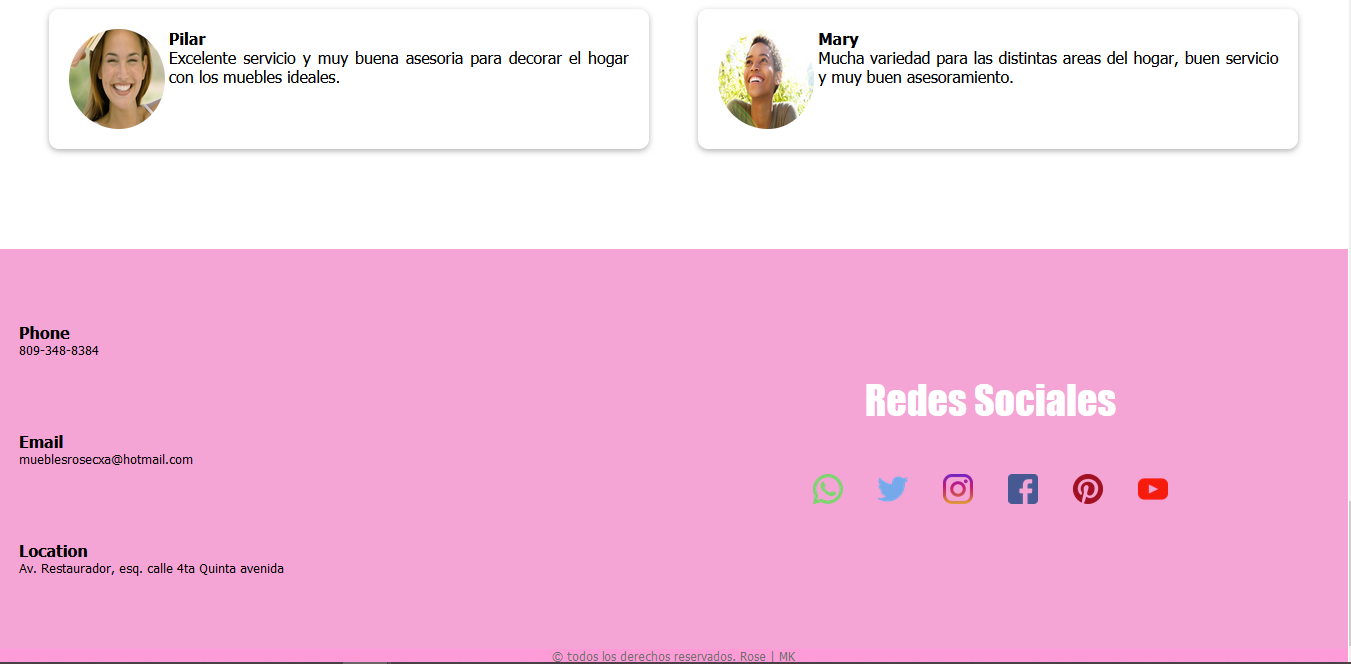 Pilar
Excelente servicio y muy buena asesoria para decorar el hogar
con los muebles ideales.
Mary
Mucha variedad para las distintas areas del hogar, buen servicio
y muy buen asesoramiento.
Phone
809-348-8384
Email
mueblesrosecxa@hotmail.com
Location
Av. Restaurador, esq. calle 4ta Quinta avenida
Redes Sociales
© todos los derechos reservados. Rose | MK